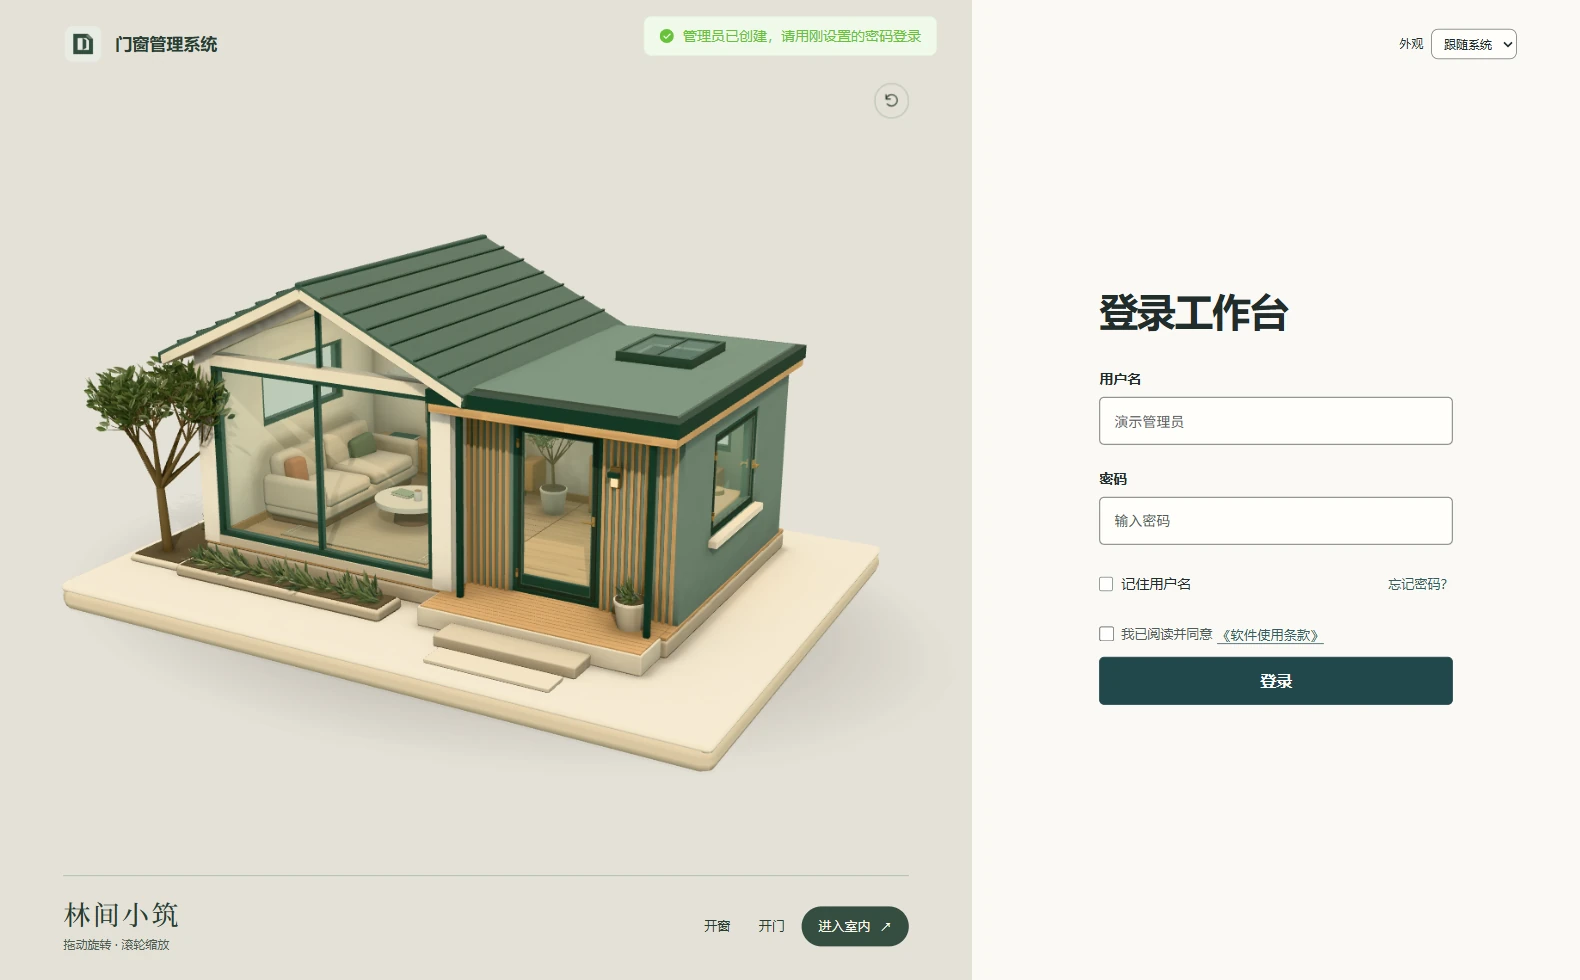 门窗管理系统
管理员已创建，请用刚设置的密码登录
外观
跟随系统
登录工作台
用户名
演示管理员
密码
输入密码
记住用户名
忘记密码?
我已阅读并同意 《软件使用条款》
登录
林间小筑
拖动旋转 · 滚轮缩放
开窗
开门
进入室内 ↗